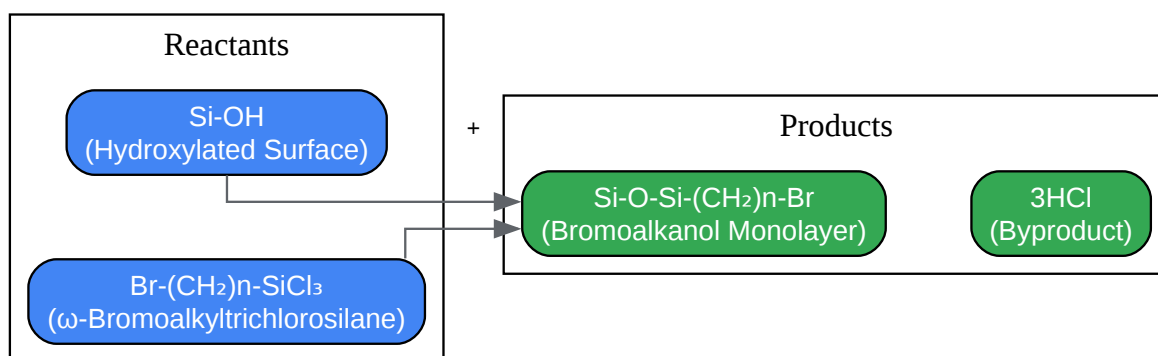 Reactants
Si-OH
(Hydroxylated Surface)
Br-(CH₂)n-SiCl₃
(ω-Bromoalkyltrichlorosilane)
+
Products
Si-O-Si-(CH₂)n-Br
(Bromoalkanol Monolayer)
3HCl
(Byproduct)